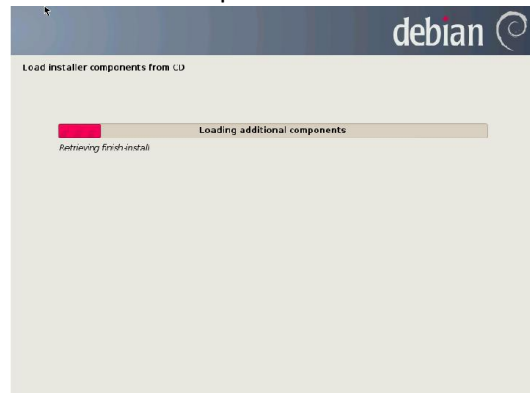 debian
Load installer components from CD
Loading additional components
Retrieving finish-install